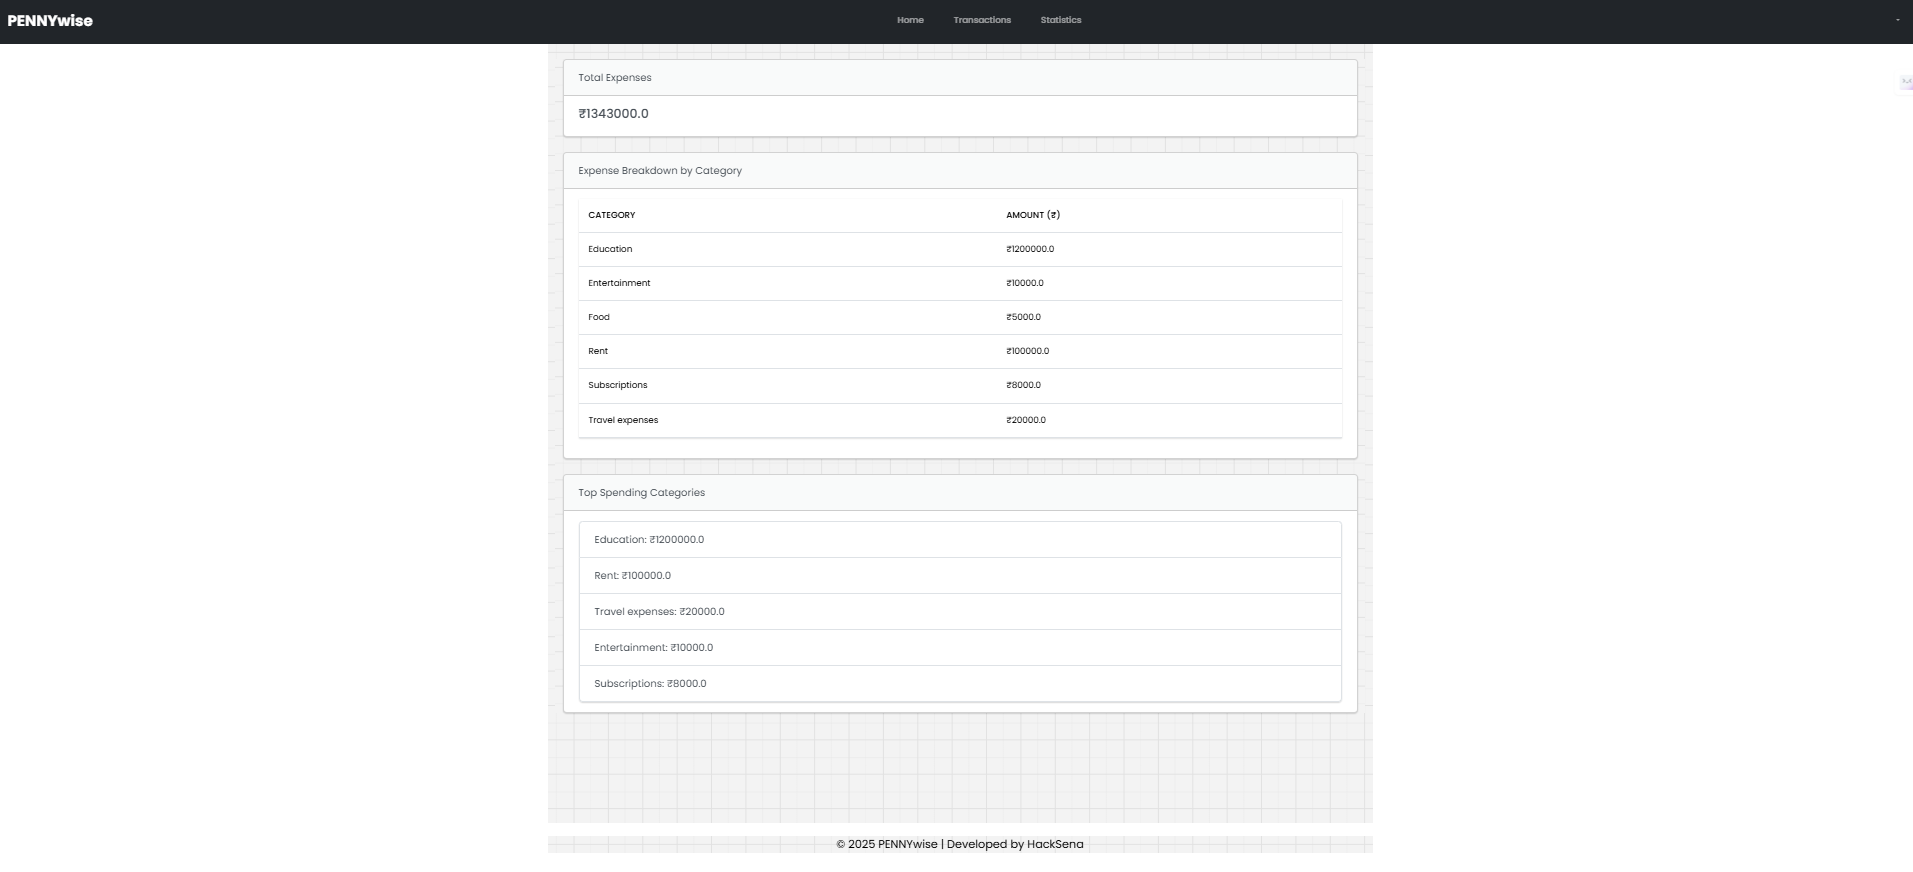 PENNYwise Home Transactions Statistics
Total Expenses
₹1343000.0
Expense Breakdown by Category
CATEGORY AMOUNT (₹)
Education ₹1200000.0
Entertainment ₹10000.0
Food ₹5000.0
Rent ₹100000.0
Subscriptions ₹8000.0
Travel expenses ₹20000.0
Top Spending Categories
Education: ₹1200000.0
Rent: ₹100000.0
Travel expenses: ₹20000.0
Entertainment: ₹10000.0
Subscriptions: ₹8000.0
© 2025 PENNYwise | Developed by HackSena